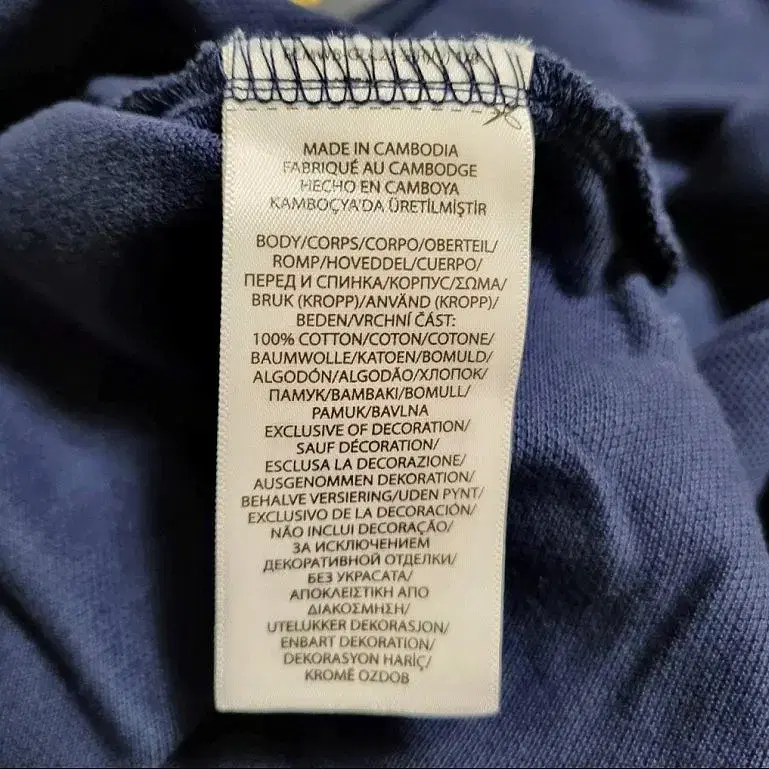 MADE IN CAMBODIA
FABRIQUÉ AU CAMBODGE
HECHO EN CAMBOYA
KAMBOÇYA'DA ÜRETİLMİŞTİR
BODY/CORPS/CORPO/OBERTEIL/
ROMP/HOVEDDEL/CUERPO/
ПЕРЕД И СПИНКА/КОРПУС/ΣΩΜΑ/
BRUK (KROPP)/ANVÄND (KROPP)/
BEDEN/VRCHNÍ ČÁST:
100% COTTON/COTON/COTONE/
BAUMWOLLE/KATOEN/BOMULD/
ALGODÓN/ALGODÃO/ХЛОПОК/
ПАМУК/BAMBAKI/BOMULL/
PAMUK/BAVLNA
EXCLUSIVE OF DECORATION/
SAUF DÉCORATION/
ESCLUSA LA DECORAZIONE/
AUSGENOMMEN DEKORATION/
BEHALVE VERSIERING/UDEN PYNT/
EXCLUSIVO DE LA DECORACIÓN/
NÃO INCLUI DECORAÇÃO/
ЗА ИСКЛЮЧЕНИЕМ
ДЕКОРАТИВНОЙ ОТДЕЛКИ/
БЕЗ УКРАСАТА/
ΑΠΟΚΛΕΙΣΤΙΚΗ ΑΠΟ
ΔΙΑΚΟΣΜΗΣΗ/
UTELUKKER DEKORASJON/
ENBART DEKORATION/
DEKORASYON HARİÇ/
KROMĚ OZDOB